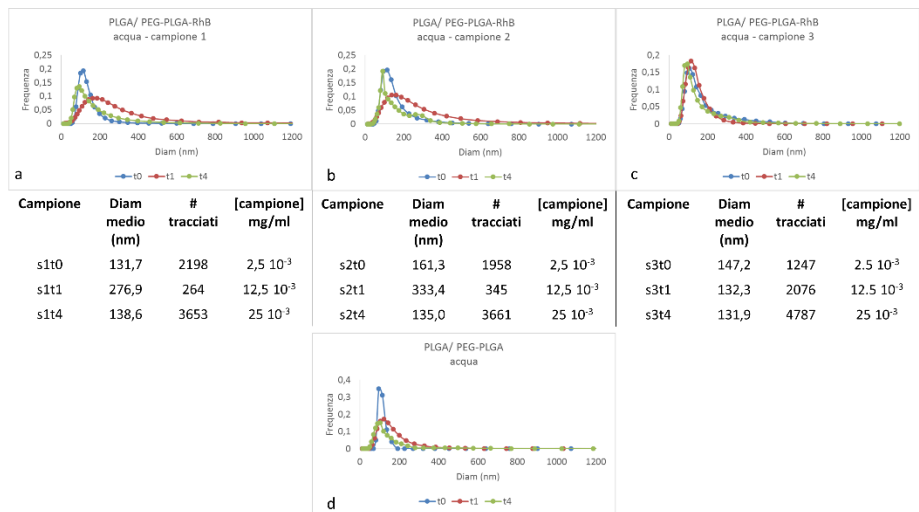 PLGA/ PEG-PLGA-RhB
acqua - campione 1
Frequenza
0,25
0,2
0,15
0,1
0,05
0
0 200 400 600 800 1000 1200
Diam (nm)
t0 t1 t4
a
PLGA/ PEG-PLGA-RhB
acqua - campione 2
Frequenza
0,25
0,2
0,15
0,1
0,05
0
0 200 400 600 800 1000 1200
Diam (nm)
t0 t1 t4
b
PLGA/ PEG-PLGA-RhB
acqua - campione 3
Frequenza
0,2
0,15
0,1
0,05
0
0 200 400 600 800 1000 1200
Diam (nm)
t0 t1 t4
c
Campione Diam medio (nm) # tracciati [campione] mg/ml
s1t0 131,7 2198 2,5 10-3
s1t1 276,9 264 12,5 10-3
s1t4 138,6 3653 25 10-3
Campione Diam medio (nm) # tracciati [campione] mg/ml
s2t0 161,3 1958 2,5 10-3
s2t1 333,4 345 12,5 10-3
s2t4 135,0 3661 25 10-3
Campione Diam medio (nm) # tracciati [campione] mg/ml
s3t0 147,2 1247 2.5 10-3
s3t1 132,3 2076 12.5 10-3
s3t4 131,9 4787 25 10-3
PLGA/ PEG-PLGA
acqua
Frequenza
0,4
0,3
0,2
0,1
0
0 200 400 600 800 1000 1200
Diam (nm)
t0 t1 t4
d